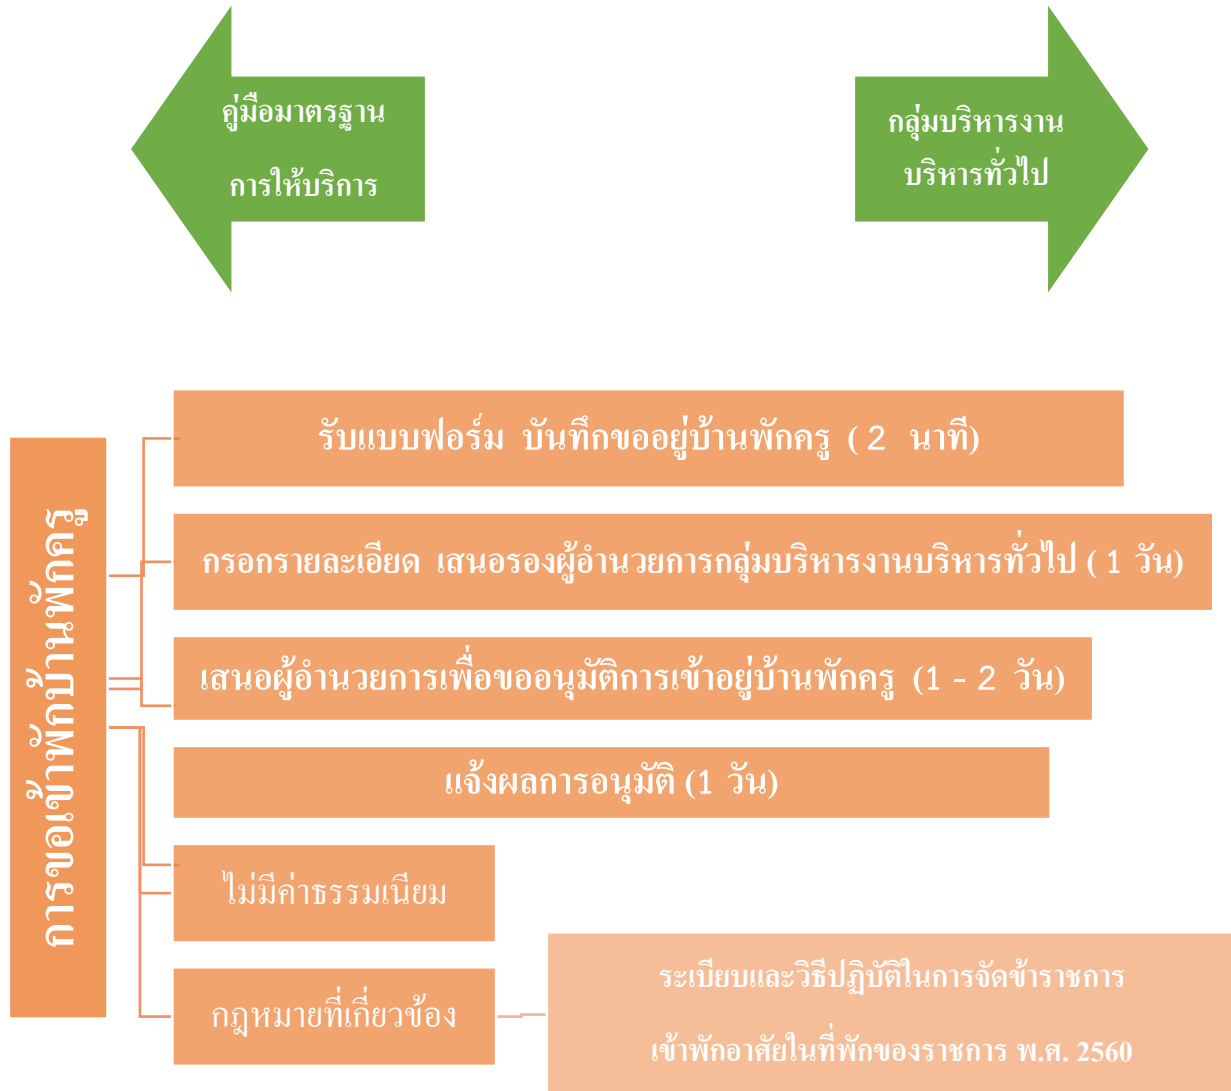 คู่มือมาตรฐาน
การให้บริการ
กลุ่มบริหารงาน
บริหารทั่วไป
การขอเข้าพักบ้านพักครู
รับแบบฟอร์ม บันทึกขออยู่บ้านพักครู ( 2 นาที)
กรอกรายละเอียด เสนอรองผู้อำนวยการกลุ่มบริหารงานบริหารทั่วไป ( 1 วัน)
เสนอผู้อำนวยการเพื่อขออนุมัติการเข้าอยู่บ้านพักครู (1 - 2 วัน)
แจ้งผลการอนุมัติ (1 วัน)
ไม่มีค่าธรรมเนียม
กฎหมายที่เกี่ยวข้อง
ระเบียบและวิธีปฏิบัติในการจัดข้าราชการ
เข้าพักอาศัยในที่พักของราชการ พ.ศ. 2560